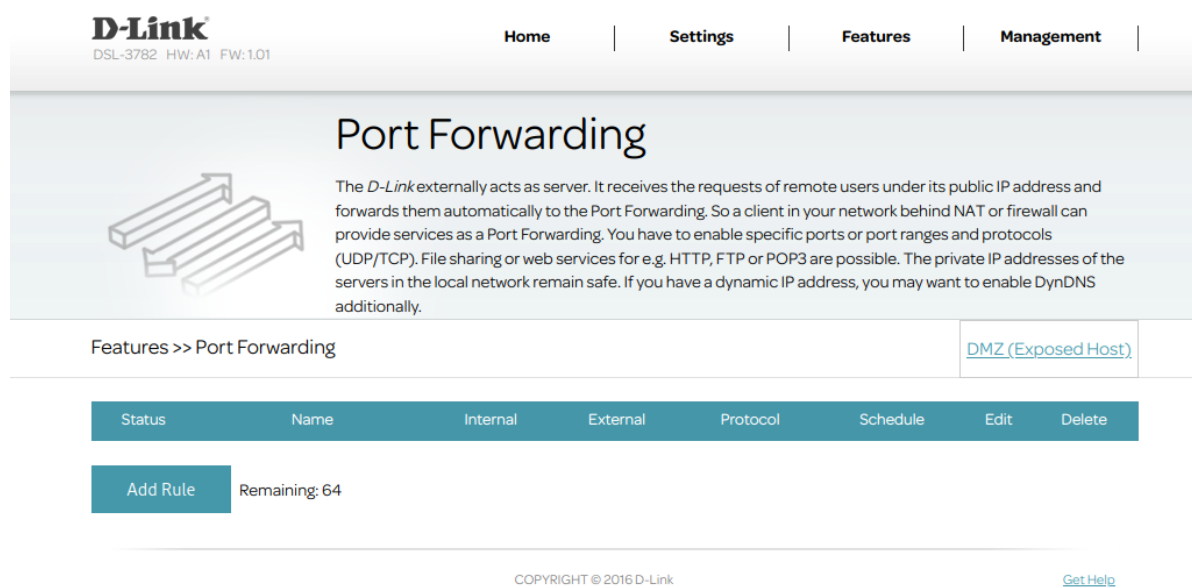 D-Link
DSL-3782 HW: A1 FW: 1.01
Home
Settings
Features
Management
Port Forwarding
The D-Link externally acts as server. It receives the requests of remote users under its public IP address and
forwards them automatically to the Port Forwarding. So a client in your network behind NAT or firewall can
provide services as a Port Forwarding. You have to enable specific ports or port ranges and protocols
(UDP/TCP). File sharing or web services for e.g. HTTP, FTP or POP3 are possible. The private IP addresses of the
servers in the local network remain safe. If you have a dynamic IP address, you may want to enable DynDNS
additionally.
Features >> Port Forwarding
DMZ (Exposed Host)
Status Name Internal External Protocol Schedule Edit Delete
Add Rule
Remaining: 64
COPYRIGHT © 2016 D-Link
Get Help